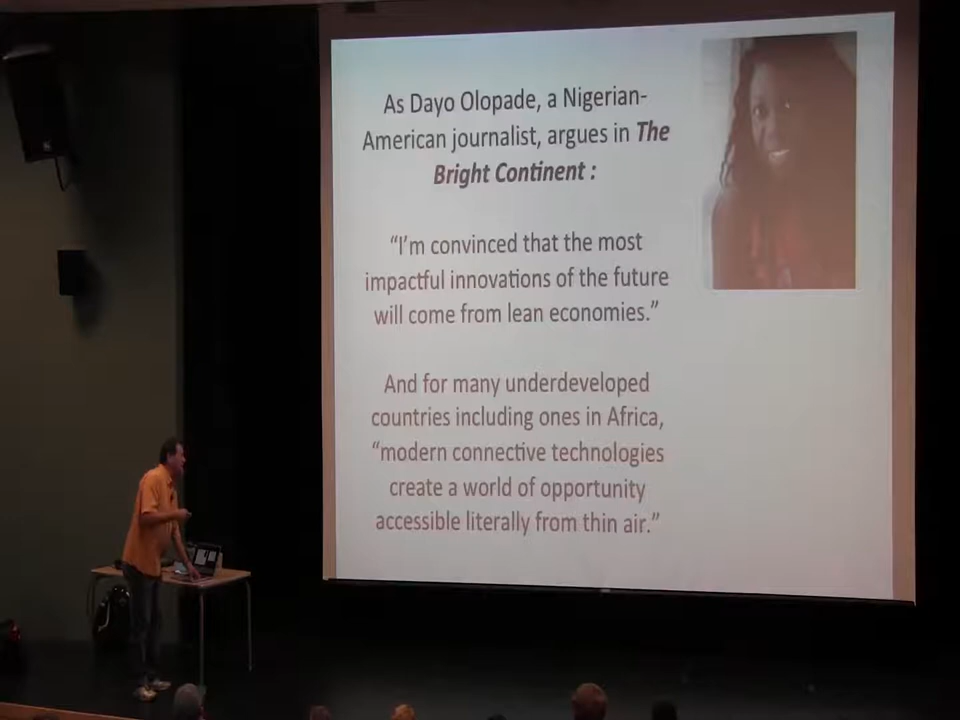 As Dayo Olopade, a Nigerian-
American journalist, argues in The
Bright Continent :
“I’m convinced that the most
impactful innovations of the future
will come from lean economies.”
And for many underdeveloped
countries including ones in Africa,
“modern connective technologies
create a world of opportunity
accessible literally from thin air.”